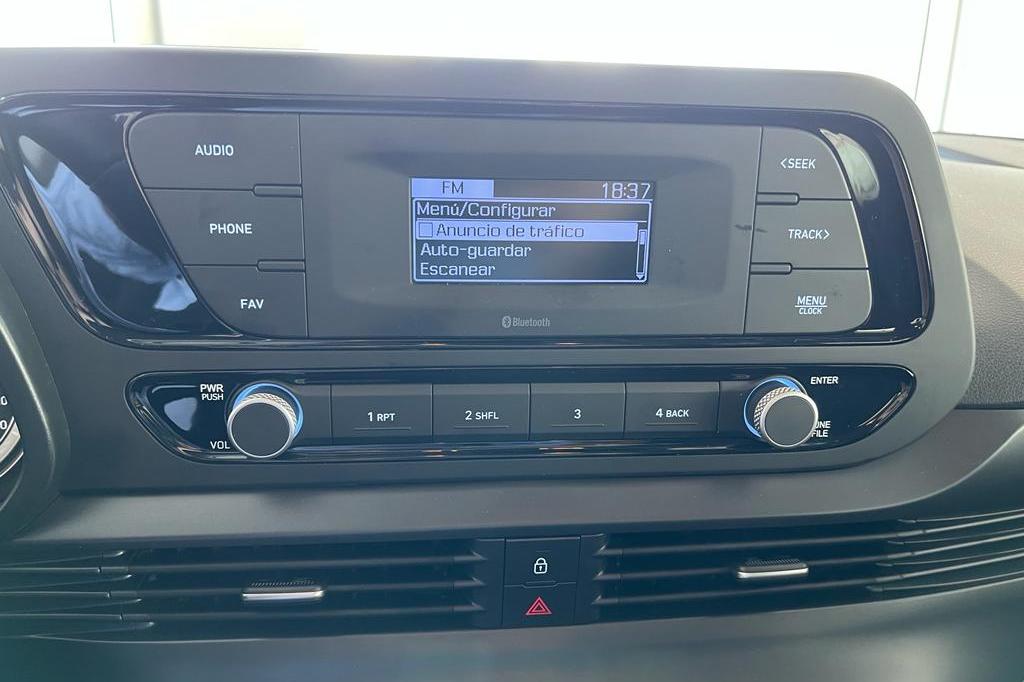 AUDIO
PHONE
FAV
FM 18:37
Menú/Configurar
Anuncio de tráfico
Auto-guardar
Escanear
Bluetooth
<SEEK
TRACK>
MENU
CLOCK
PWR
PUSH
VOL
1 RPT
2 SHFL
3
4 BACK
ENTER
FILE